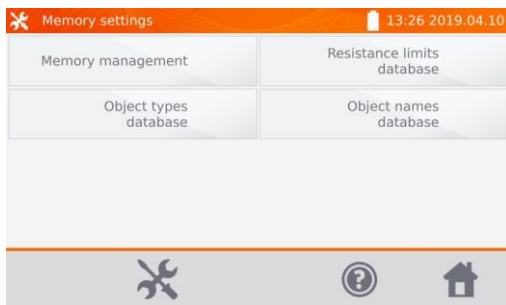 Memory settings
13:26 2019.04.10
Memory management
Resistance limits
database
Object types
database
Object names
database